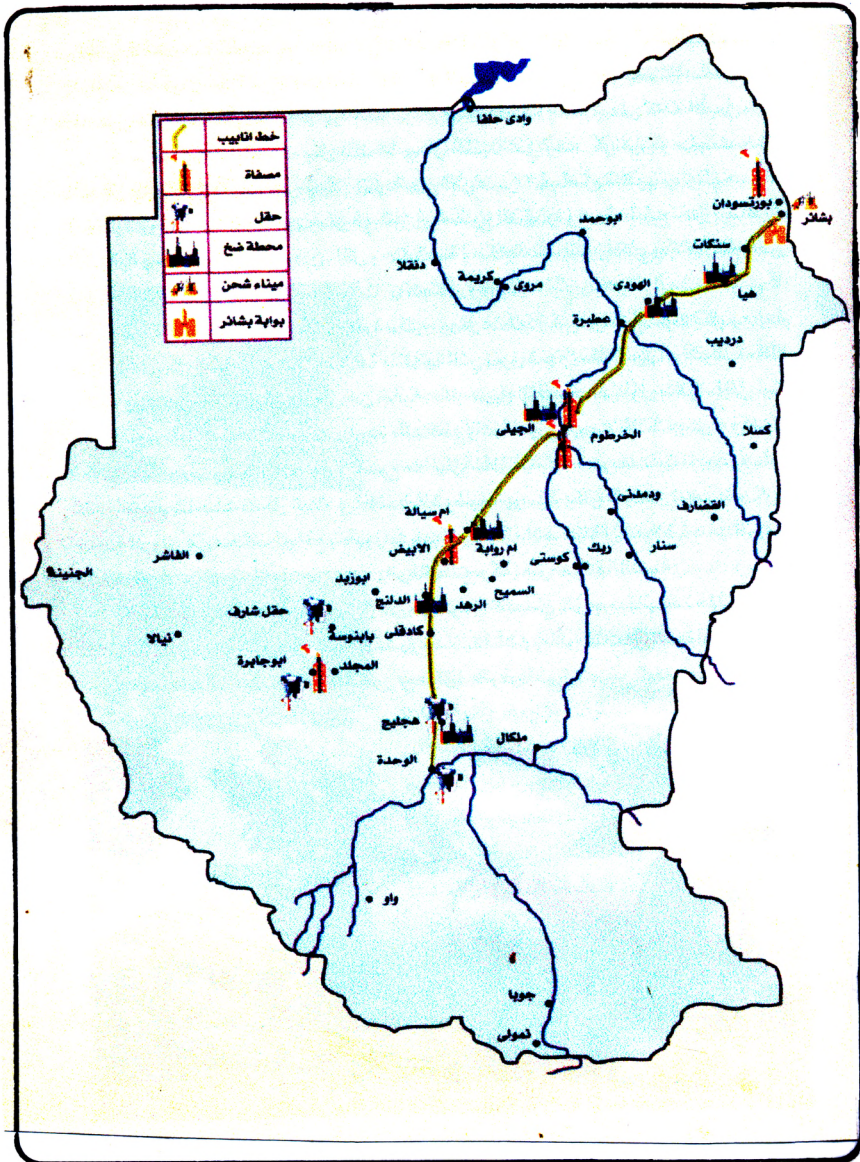 خط انابيب
مصفاة
حقل
محطة ضخ
ميناء شحن
بوابة بشائر
وادى حلفا
بورتسودان
بشائر
ابوحمد
سنكات
دنقلا
كريمة
مروى
الهودى
هيا
عطبرة
درديب
الجيلى
الخرطوم
كسلا
ودمدنى
القضارف
ام سيالة
ام روابة
الابيض
كوستى
ربك
سنار
الفاشر
الجنينة
ابوزبد
السميح
الدلنج
الرهد
حقل شارف
بابنوسة
كادقلى
نيالا
ابوجابرة
المجلد
هجليج
ملكال
الوحدة
واو
جوبا
نمولى